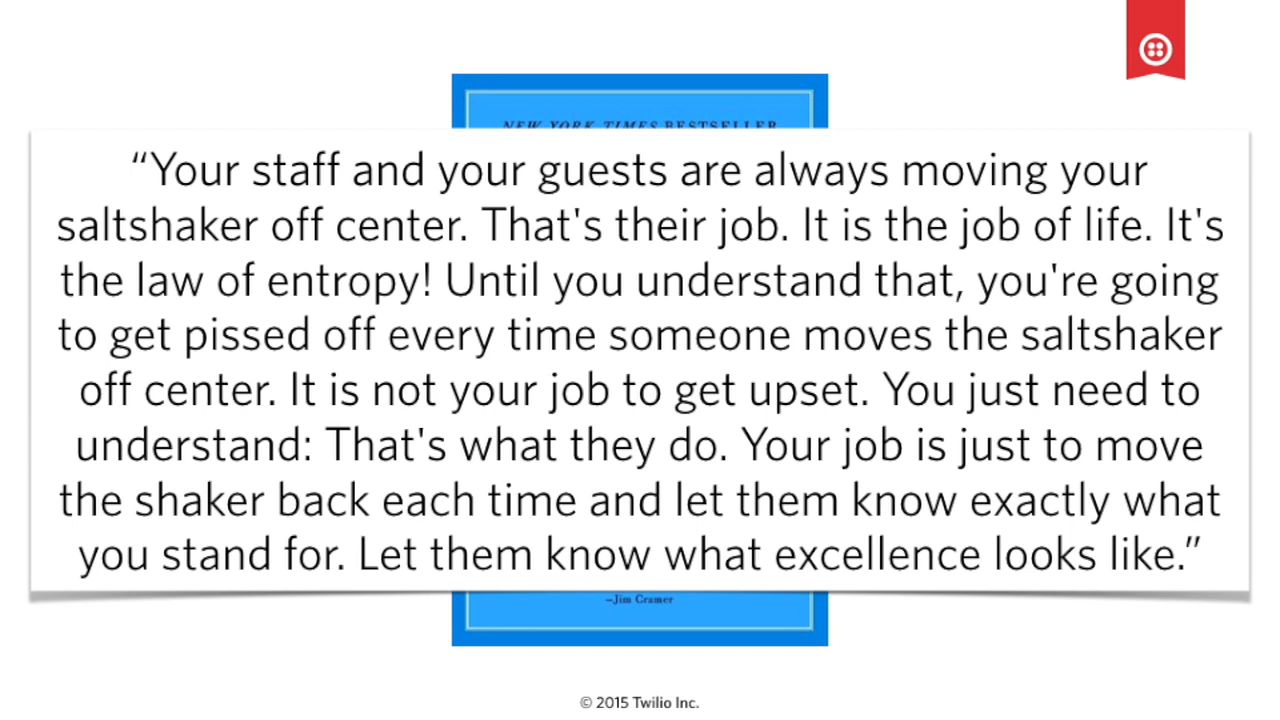 NEW YORK TIMES BESTSELLER
“Your staff and your guests are always moving your
saltshaker off center. That's their job. It is the job of life. It's
the law of entropy! Until you understand that, you're going
to get pissed off every time someone moves the saltshaker
off center. It is not your job to get upset. You just need to
understand: That's what they do. Your job is just to move
the shaker back each time and let them know exactly what
you stand for. Let them know what excellence looks like.”
–Jim Cramer
© 2015 Twilio Inc.